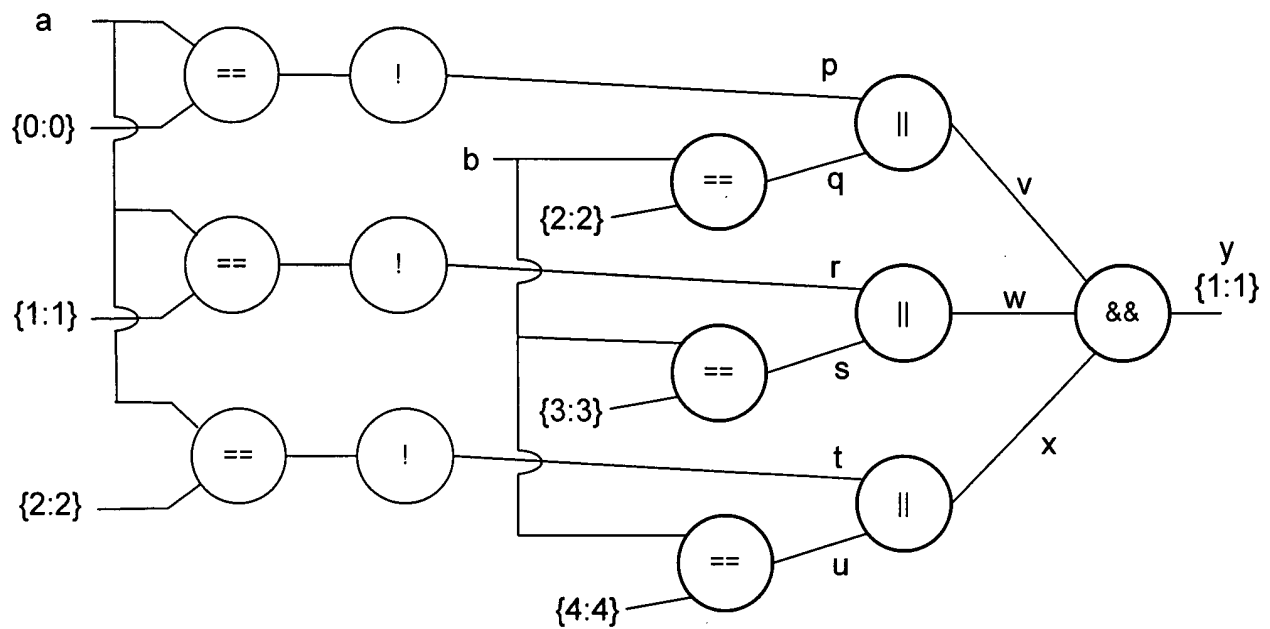 a
== !
{0:0}
p
||
b
==
q
{2:2}
v
== !
{1:1}
r
||
w
&&
y
{1:1}
==
s
{3:3}
== !
{2:2}
t
||
x
==
u
{4:4}